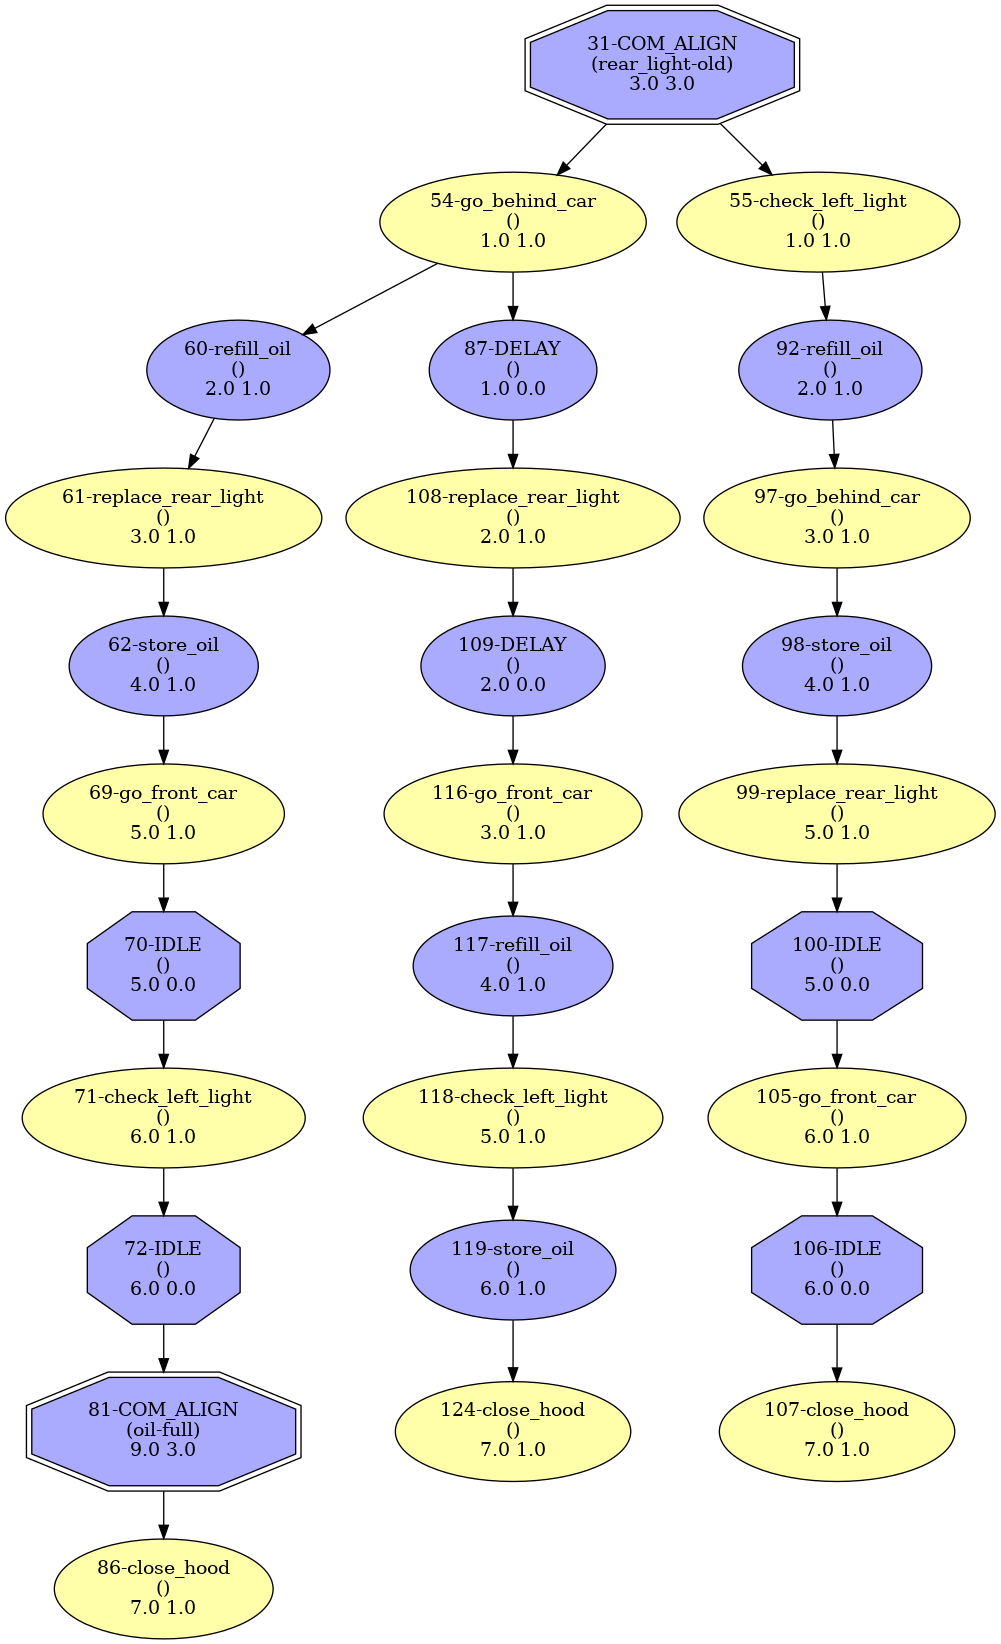 31-COM_ALIGN
(rear_light-old)
3.0 3.0
54-go_behind_car
()
1.0 1.0
55-check_left_light
()
1.0 1.0
60-refill_oil
()
2.0 1.0
87-DELAY
()
1.0 0.0
92-refill_oil
()
2.0 1.0
61-replace_rear_light
()
3.0 1.0
108-replace_rear_light
()
2.0 1.0
97-go_behind_car
()
3.0 1.0
62-store_oil
()
4.0 1.0
109-DELAY
()
2.0 0.0
98-store_oil
()
4.0 1.0
69-go_front_car
()
5.0 1.0
116-go_front_car
()
3.0 1.0
99-replace_rear_light
()
5.0 1.0
70-IDLE
()
5.0 0.0
117-refill_oil
()
4.0 1.0
100-IDLE
()
5.0 0.0
71-check_left_light
()
6.0 1.0
118-check_left_light
()
5.0 1.0
105-go_front_car
()
6.0 1.0
72-IDLE
()
6.0 0.0
119-store_oil
()
6.0 1.0
106-IDLE
()
6.0 0.0
81-COM_ALIGN
(oil-full)
9.0 3.0
124-close_hood
()
7.0 1.0
107-close_hood
()
7.0 1.0
86-close_hood
()
7.0 1.0